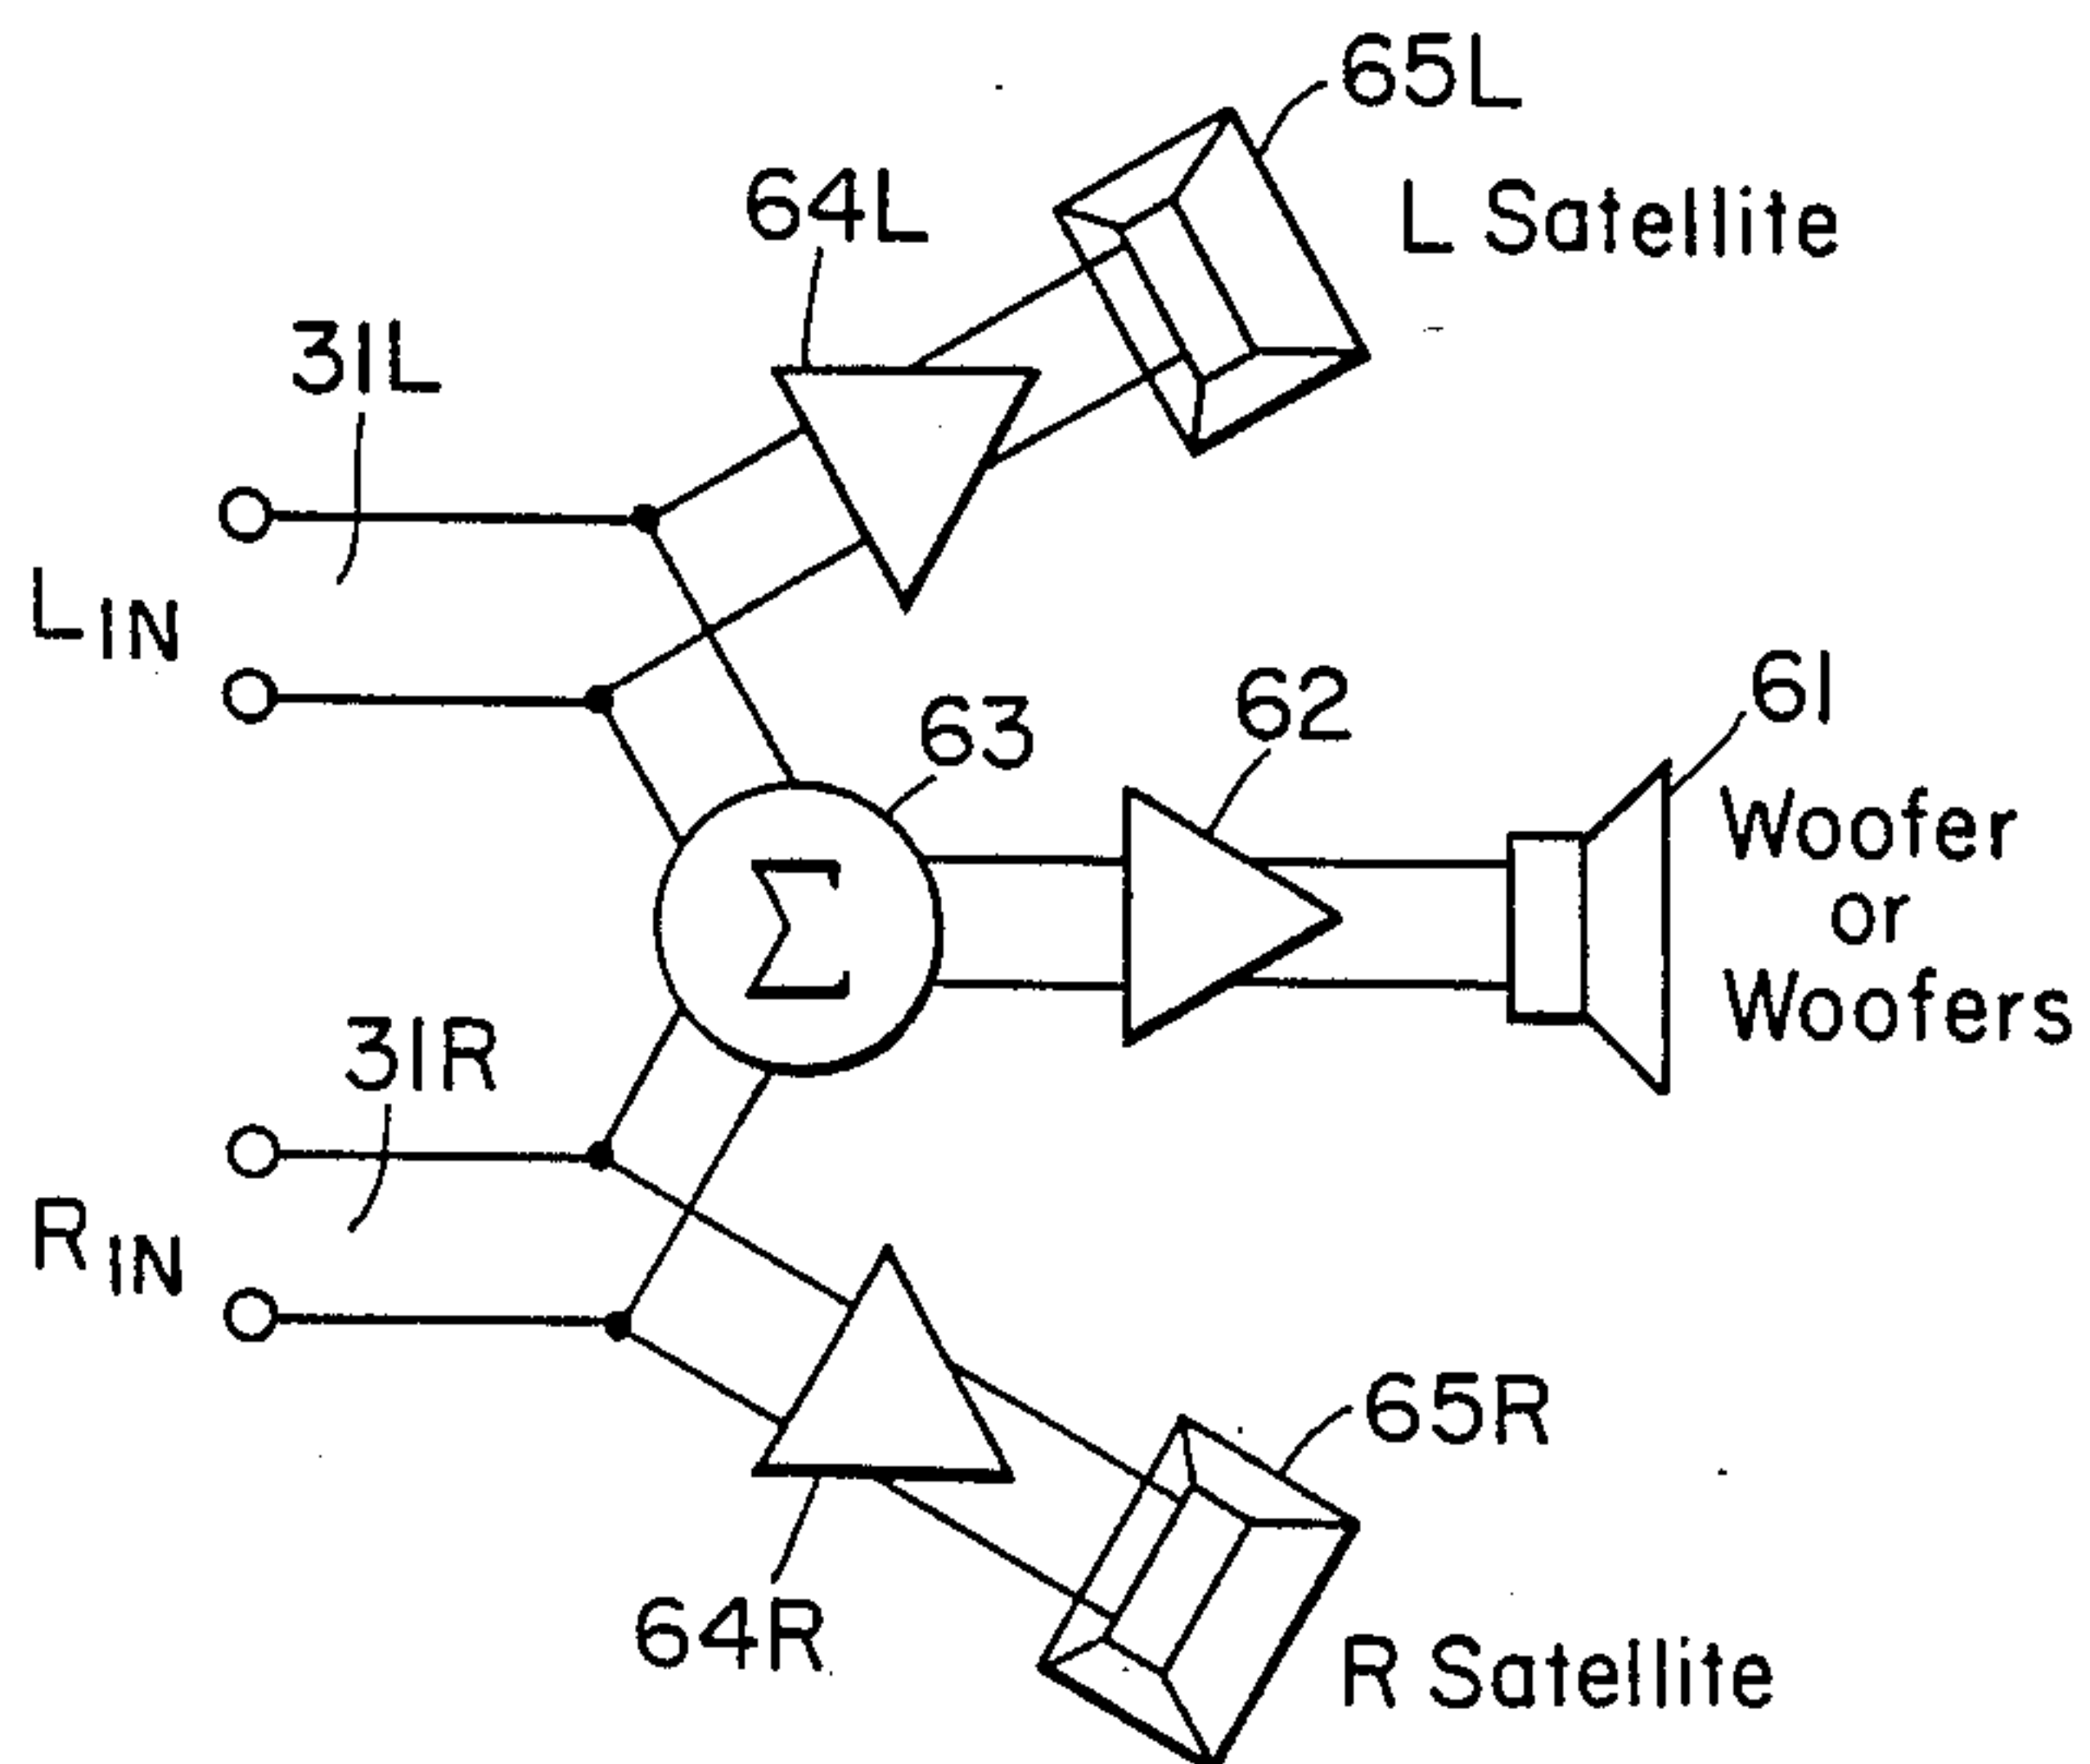 65L
L Satellite
64L
31L
LIN
63
62
61
Woofer
or
Woofers
Σ
31R
RIN
65R
64R
R Satellite